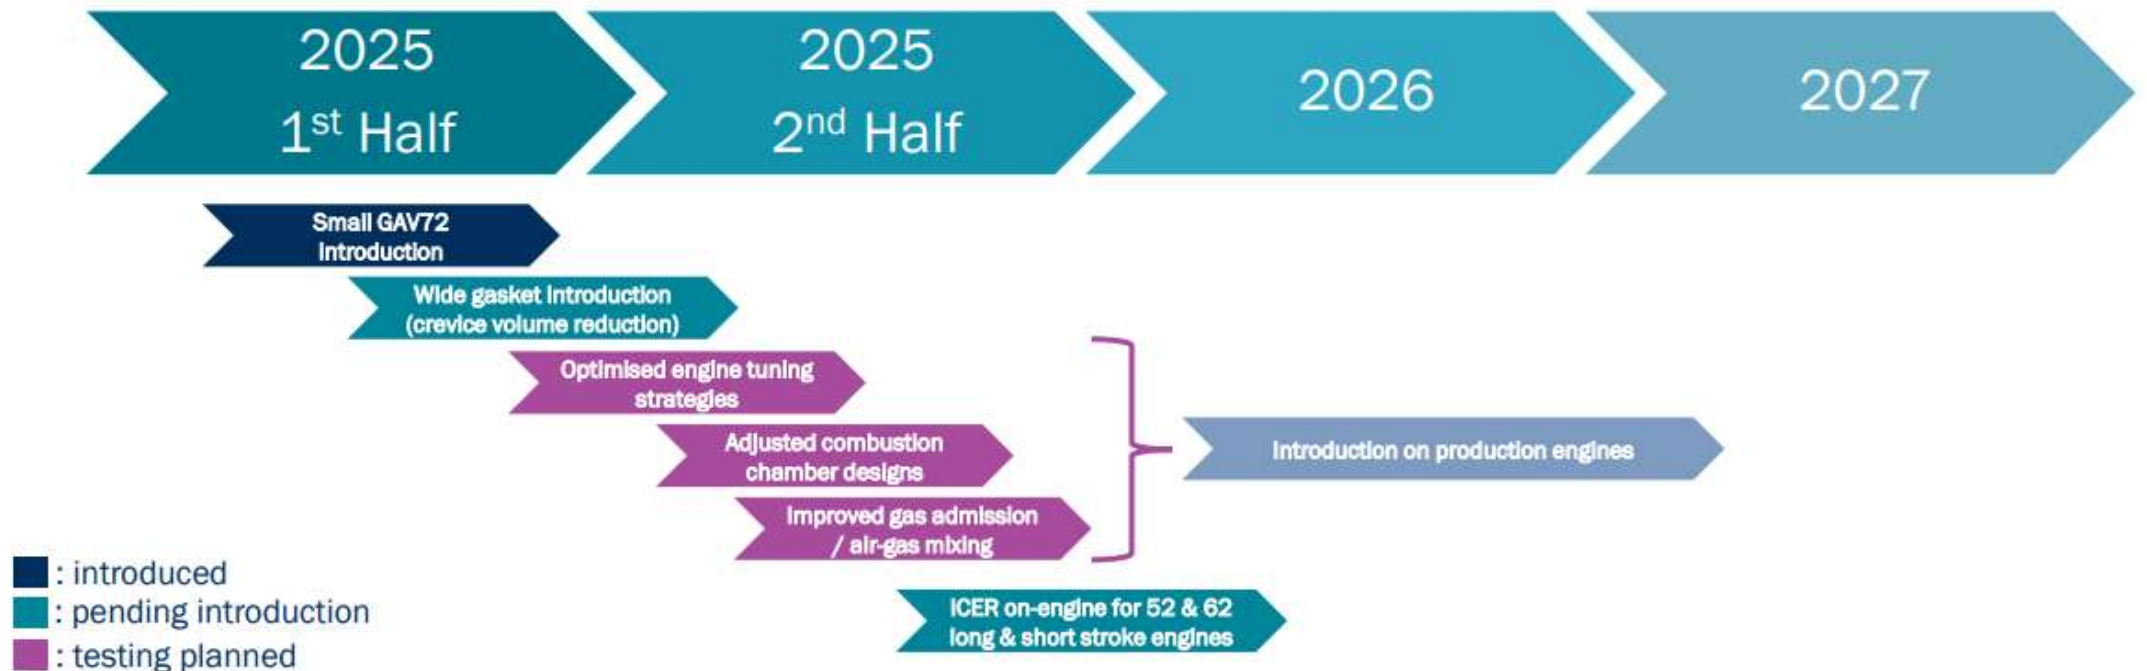 2025
1st Half
2025
2nd Half
2026
2027
Small GAV72
Introduction
Wide gasket introduction
(crevice volume reduction)
Optimised engine tuning
strategies
Adjusted combustion
chamber designs
Improved gas admission
/ air-gas mixing
Introduction on production engines
ICER on-engine for 52 & 62
long & short stroke engines
: introduced
: pending introduction
: testing planned